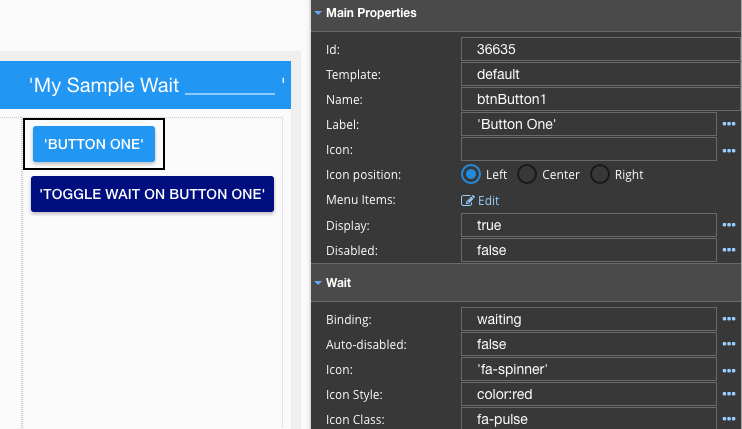 'My Sample Wait _________ '
'BUTTON ONE'
'TOGGLE WAIT ON BUTTON ONE'
Main Properties
Id: 36635
Template: default
Name: btnButton1
Label: 'Button One'
Icon:
Icon position: Left Center Right
Menu Items: Edit
Display: true
Disabled: false
Wait
Binding: waiting
Auto-disabled: false
Icon: 'fa-spinner'
Icon Style: color:red
Icon Class: fa-pulse